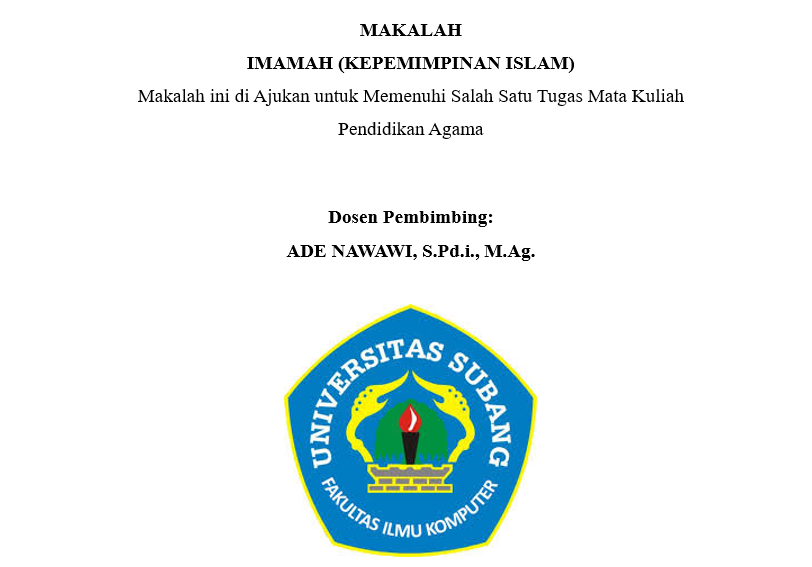 MAKALAH
IMAMAH (KEPEMIMPINAN ISLAM)
Makalah ini di Ajukan untuk Memenuhi Salah Satu Tugas Mata Kuliah
Pendidikan Agama
Dosen Pembimbing:
ADE NAWAWI, S.Pd.i., M.Ag.
UNIVERSITAS SUBANG
FAKULTAS ILMU KOMPUTER